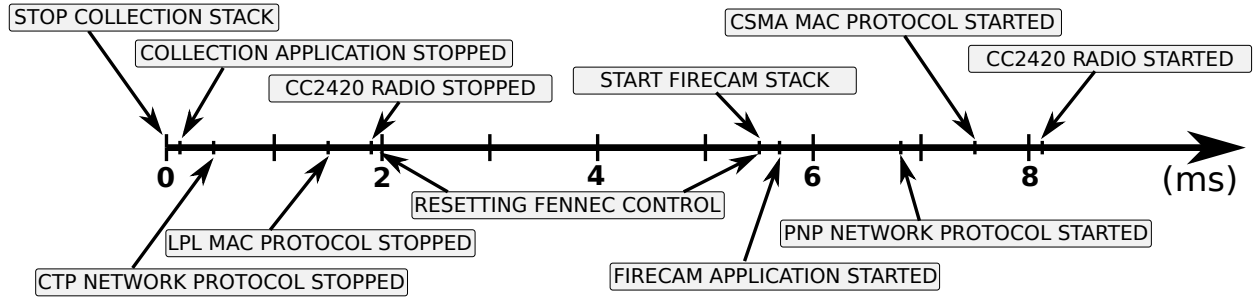 STOP COLLECTION STACK
CSMA MAC PROTOCOL STARTED
COLLECTION APPLICATION STOPPED
CC2420 RADIO STARTED
CC2420 RADIO STOPPED
START FIRECAM STACK
0
2
4
6
8
(ms)
RESETTING FENNEC CONTROL
PNP NETWORK PROTOCOL STARTED
LPL MAC PROTOCOL STOPPED
FIRECAM APPLICATION STARTED
CTP NETWORK PROTOCOL STOPPED